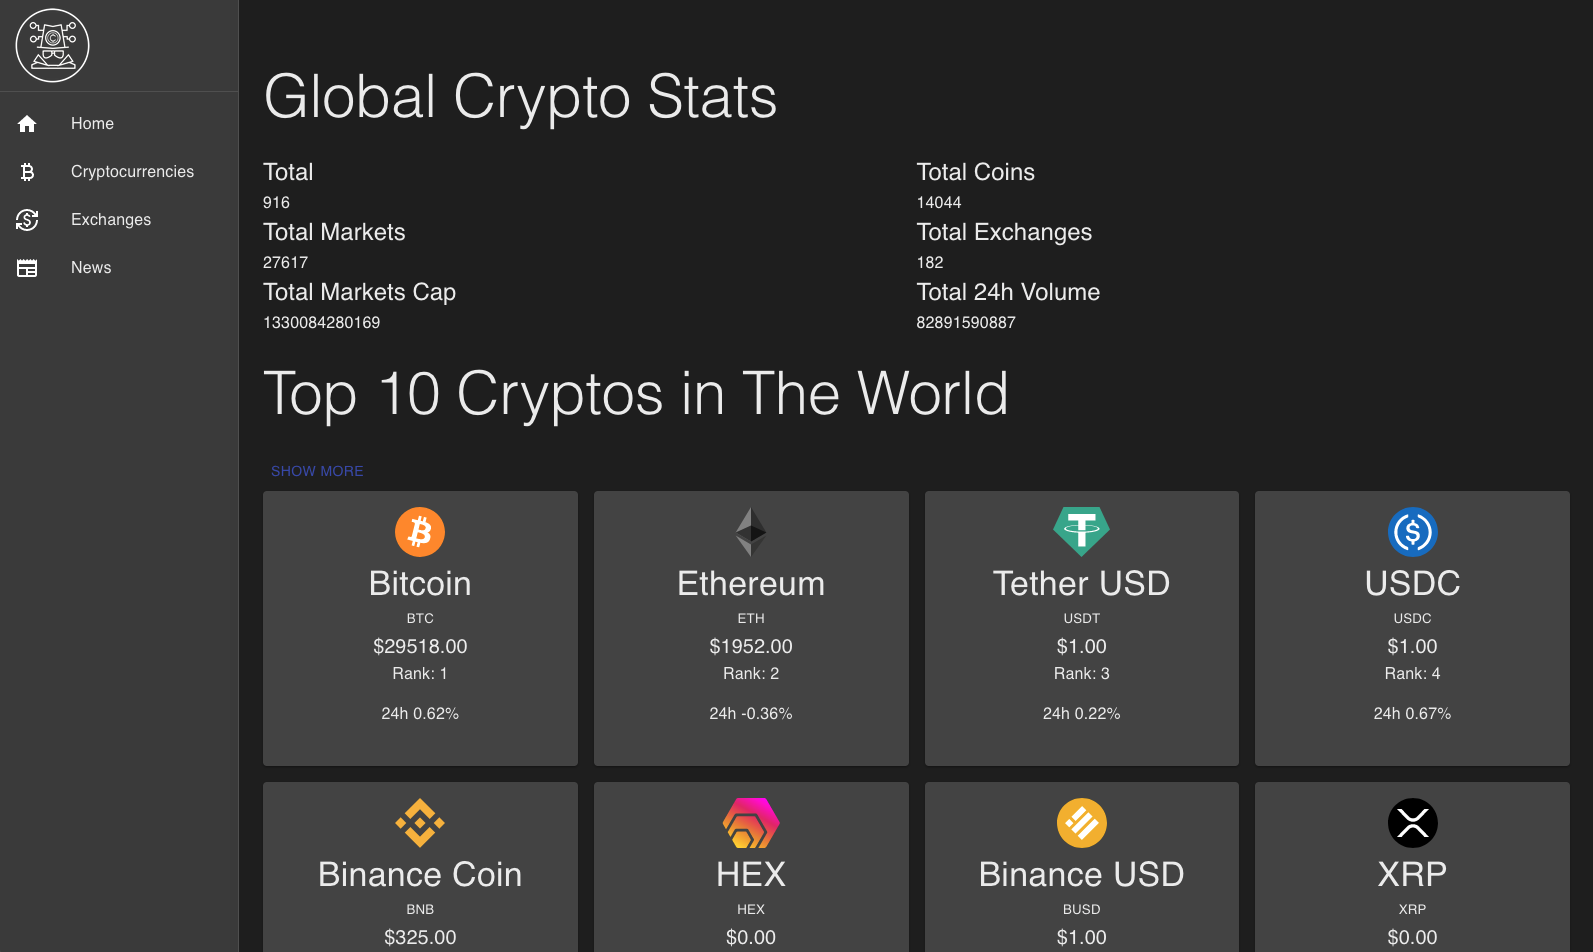 Home
Cryptocurrencies
Exchanges
News
Global Crypto Stats
Total
916
Total Coins
14044
Total Markets
27617
Total Exchanges
182
Total Markets Cap
1330084280169
Total 24h Volume
82891590887
Top 10 Cryptos in The World
SHOW MORE
Bitcoin
BTC
$29518.00
Rank: 1
24h 0.62%
Ethereum
ETH
$1952.00
Rank: 2
24h -0.36%
Tether USD
USDT
$1.00
Rank: 3
24h 0.22%
USDC
USDC
$1.00
Rank: 4
24h 0.67%
Binance Coin
BNB
$325.00
HEX
HEX
$0.00
Binance USD
BUSD
$1.00
XRP
XRP
$0.00